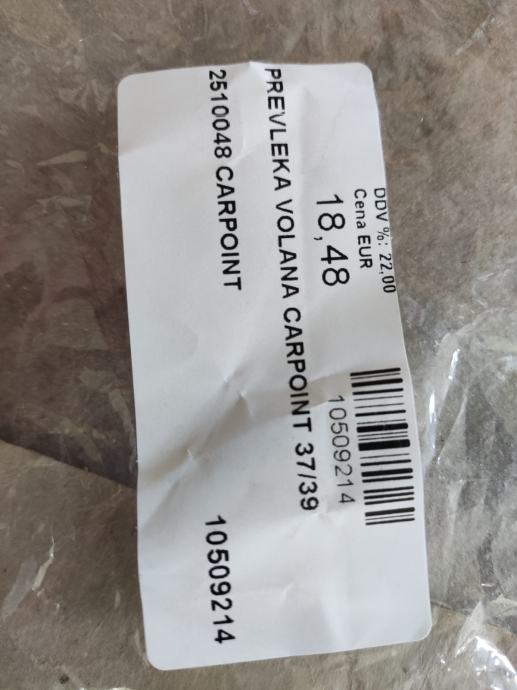 DDV %: 22,00
Cena EUR
18,48
10509214
PREVLEKA VOLANA CARPOINT 37/39
2510048 CARPOINT
10509214